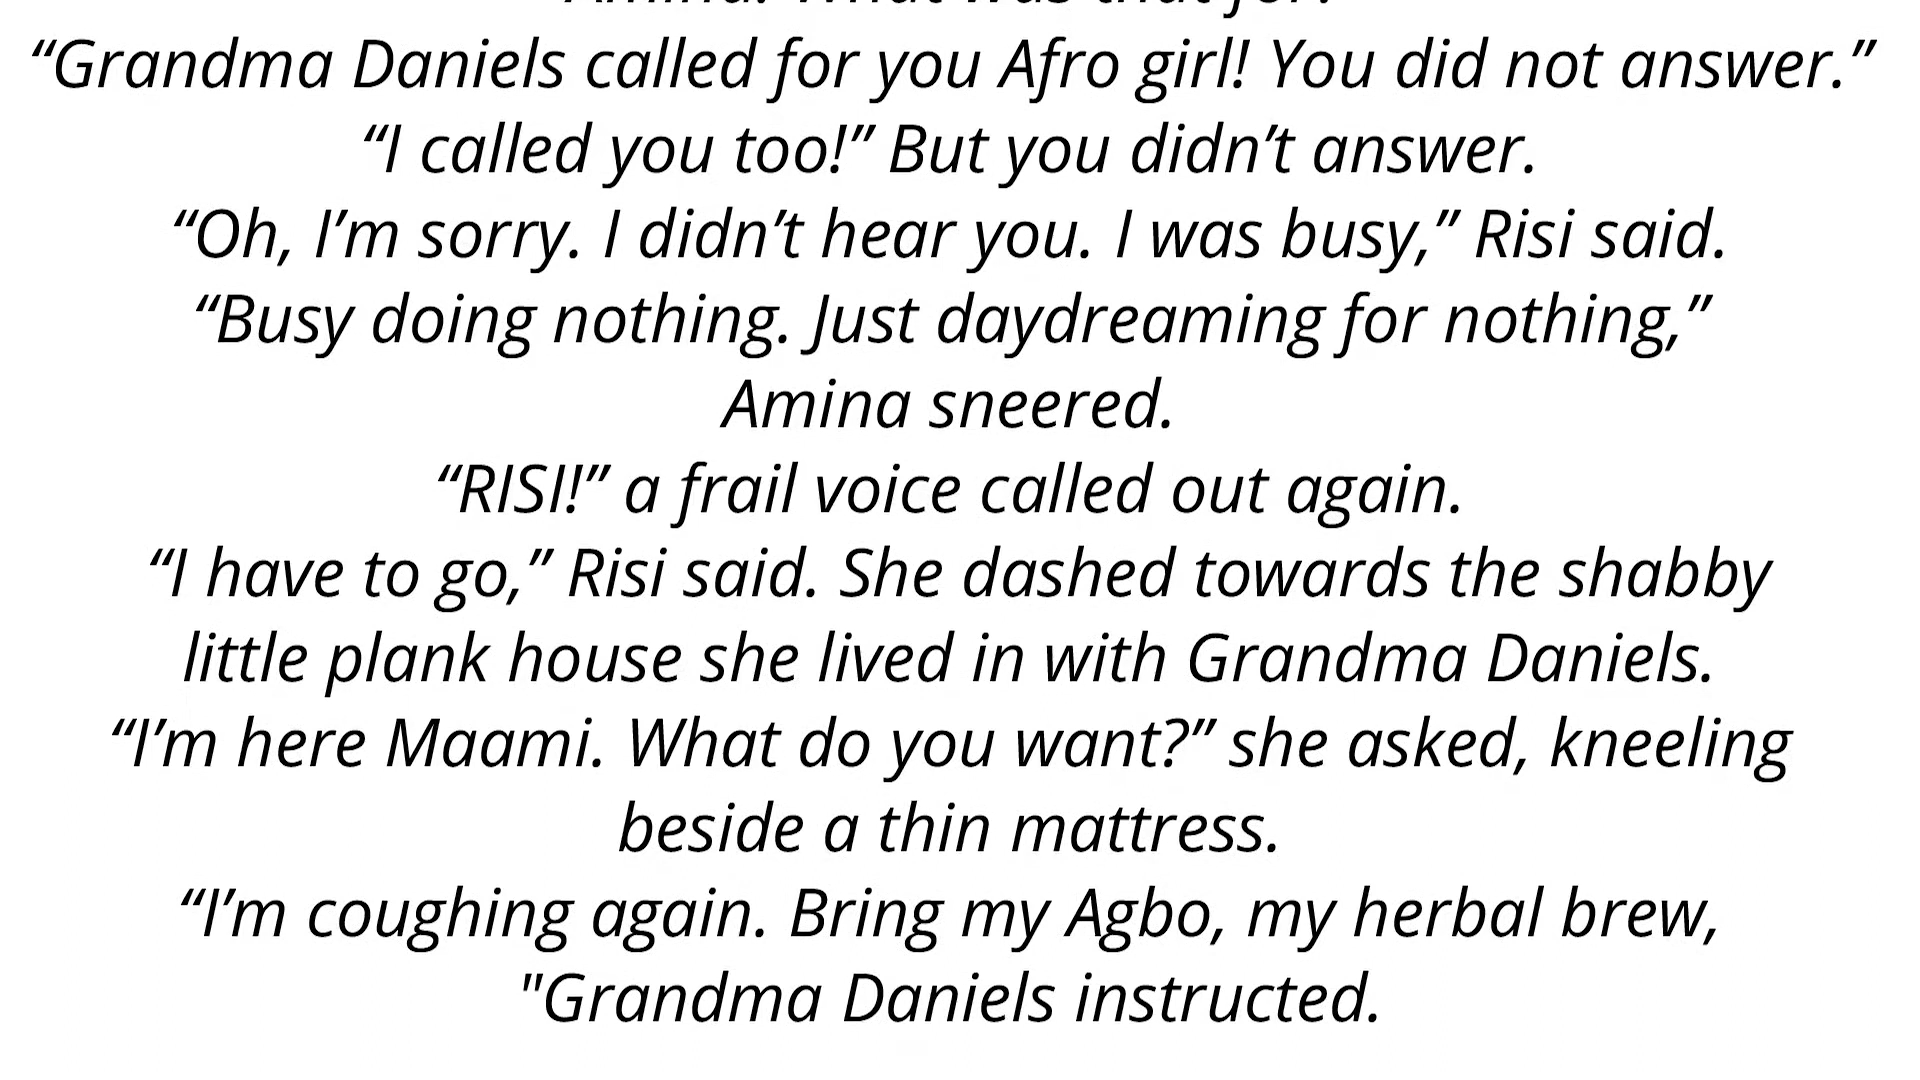 “Grandma Daniels called for you Afro girl! You did not answer.”
“I called you too!” But you didn’t answer.
“Oh, I’m sorry. I didn’t hear you. I was busy,” Risi said.
“Busy doing nothing. Just daydreaming for nothing,”
Amina sneered.
“RISI!” a frail voice called out again.
“I have to go,” Risi said. She dashed towards the shabby
little plank house she lived in with Grandma Daniels.
“I’m here Maami. What do you want?” she asked, kneeling
beside a thin mattress.
“I’m coughing again. Bring my Agbo, my herbal brew,
"Grandma Daniels instructed.